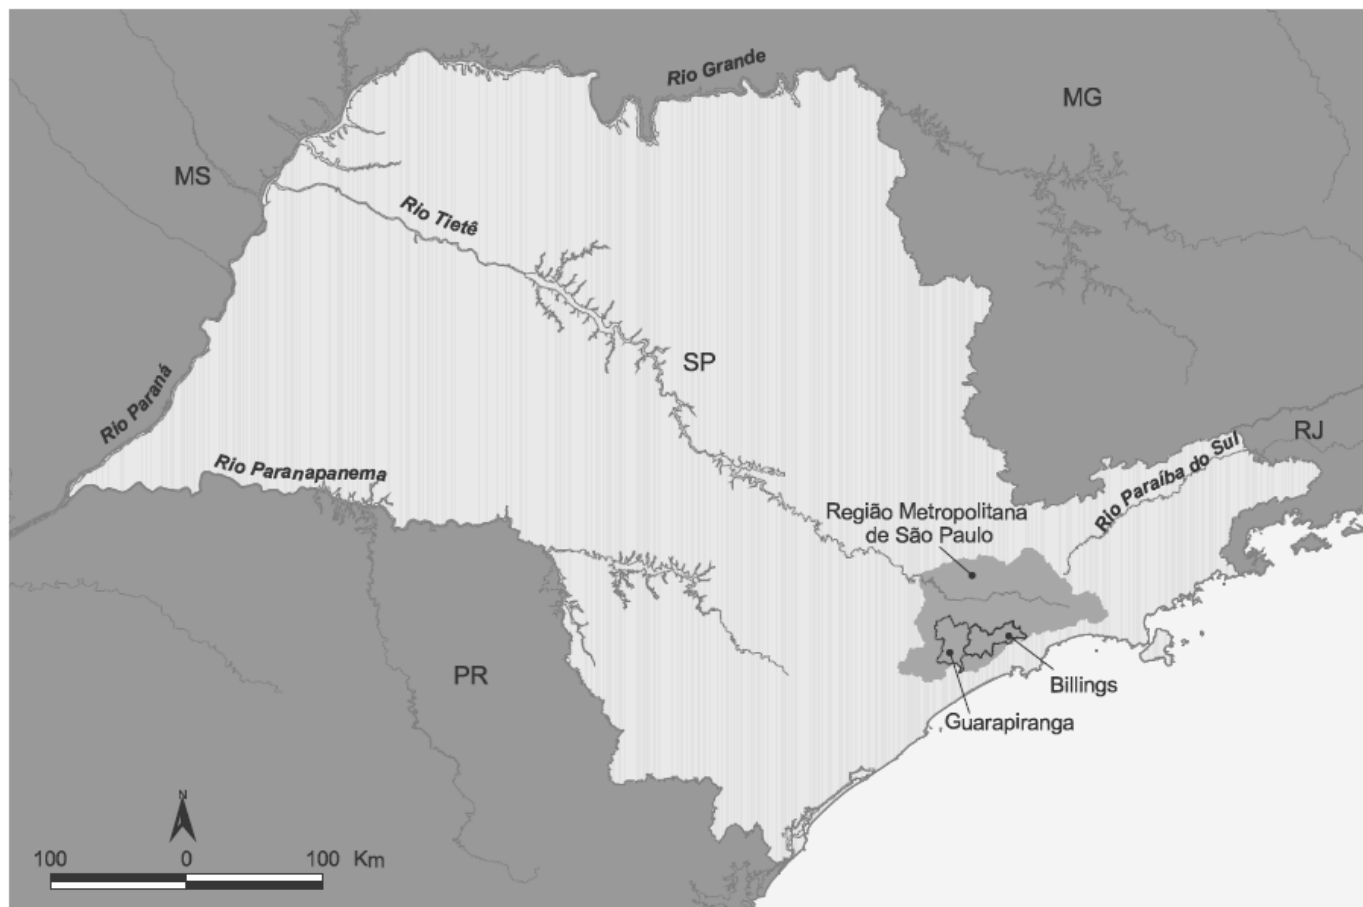 Rio Grande
MG
MS
Rio Tietê
SP
Rio Paraná
RJ
Rio Paranapanema
Rio Paraíba do Sul
Região Metropolitana
de São Paulo
PR
Billings
Guarapiranga
N
100 0 100 Km